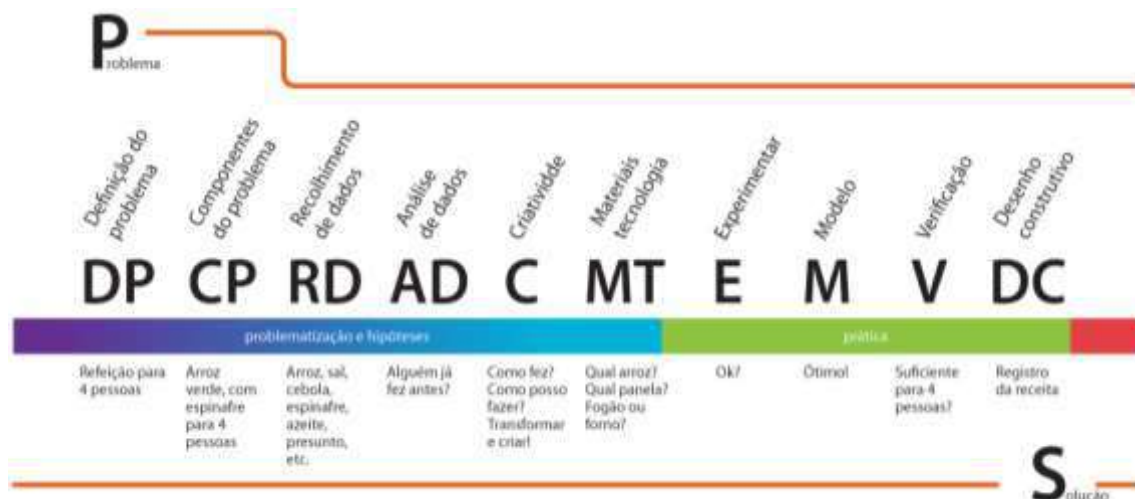 Problema
Definição do
problema
Componentes
do problema
Recolhimento
de dados
Análise
de dados
Criatividde
Materiais
tecnologia
Experimentar
Modelo
Verificação
Desenho
construtivo
DP CP RD AD C MT E M V DC
problematização e hipóteses
prática
Refeição para
4 pessoas
Arroz
verde, com
espinafre
para 4
pessoas
Arroz, sal,
cebola,
espinafre,
azeite,
presunto,
etc.
Alguém já
fez antes?
Como fez?
Como posso
fazer?
Transformar
e criar!
Qual arroz?
Qual panela?
Fogão ou
forno?
Ok?
Ótimo!
Suficiente
para 4
pessoas?
Registro
da receita
Solução